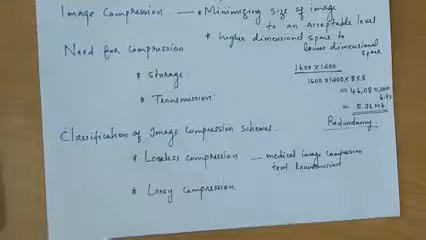 Image Compression — * Minimizing size of image
to an acceptable level
* higher dimensional space to
lower dimensional
space
Need for Compression
* Storage
* Transmission
1600 X 1200
1600 X 1200 X 8 X 3
= 46,080,000
bits
= 5.76 Mb
Redundancy.
Classification of Image Compression Schemes.
* Lossless Compression — medical image compression
text transmission
* Lossy Compression.